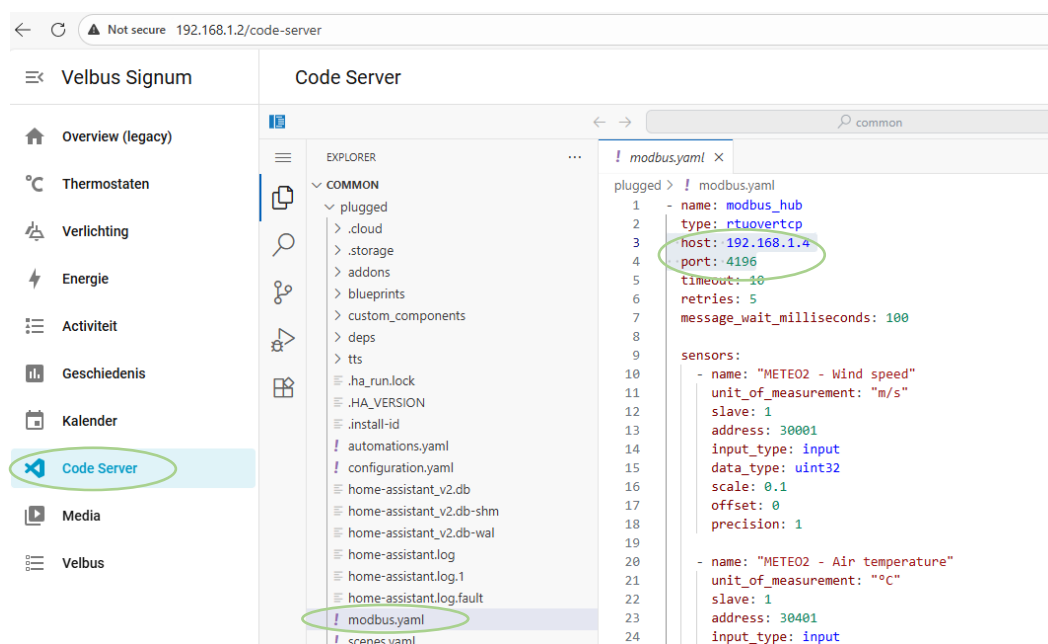 Not secure 192.168.1.2/code-server
Velbus Signum
Code Server
Overview (legacy)
Thermostaten
Verlichting
Energie
Activiteit
Geschiedenis
Kalender
Code Server
Media
Velbus
common
EXPLORER
COMMON
plugged
.cloud
.storage
addons
blueprints
custom_components
deps
tts
.ha_run.lock
.HA_VERSION
.install-id
automations.yaml
configuration.yaml
home-assistant_v2.db
home-assistant_v2.db-shm
home-assistant_v2.db-wal
home-assistant.log
home-assistant.log.1
home-assistant.log.fault
modbus.yaml
scenes.yaml
modbus.yaml
plugged > ! modbus.yaml
1 - name: modbus_hub
2 type: rtuovertcp
3 host: 192.168.1.4
4 port: 4196
5 timeout: 10
6 retries: 5
7 message_wait_milliseconds: 100
8
9 sensors:
10 - name: "METEO2 - Wind speed"
11 unit_of_measurement: "m/s"
12 slave: 1
13 address: 30001
14 input_type: input
15 data_type: uint32
16 scale: 0.1
17 offset: 0
18 precision: 1
19
20 - name: "METEO2 - Air temperature"
21 unit_of_measurement: "°C"
22 slave: 1
23 address: 30401
24 input_type: input